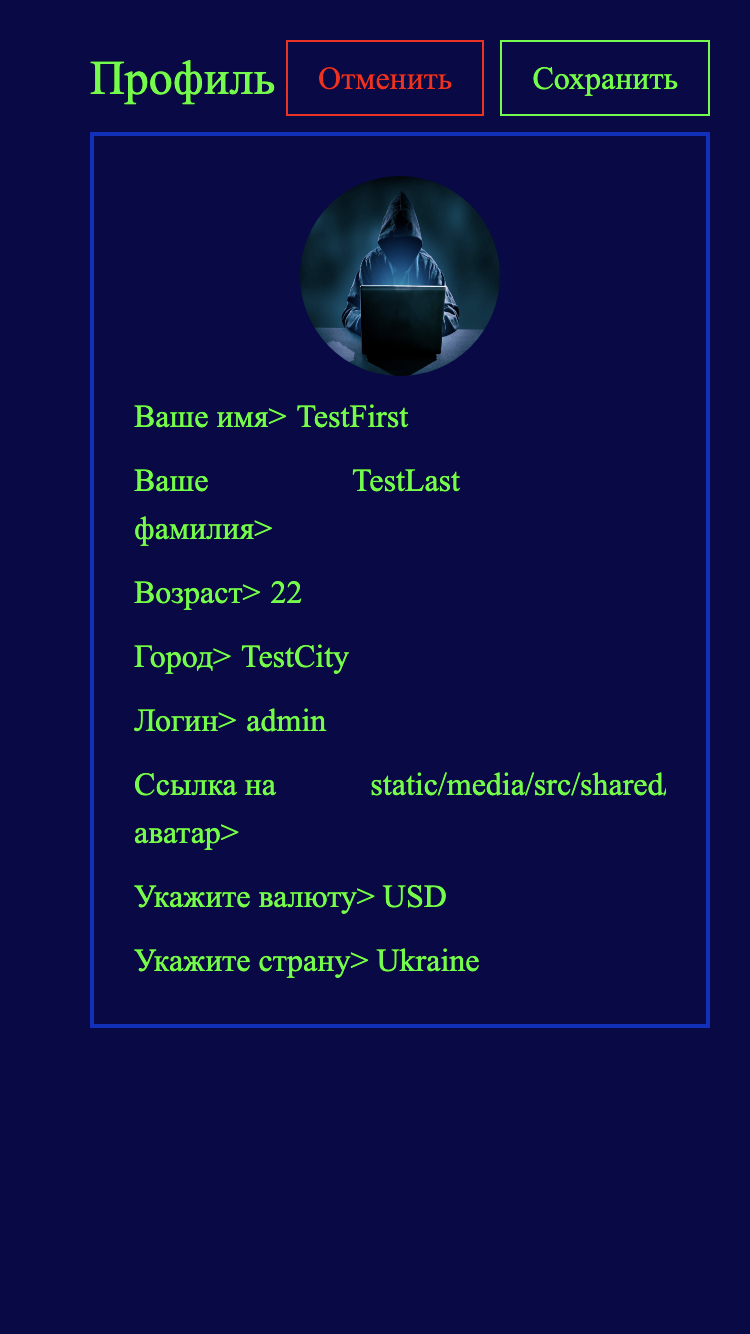 Профиль Отменить Сохранить
Ваше имя> TestFirst
Ваше TestLast
фамилия>
Возраст> 22
Город> TestCity
Логин> admin
Ссылка на static/media/src/shared
аватар>
Укажите валюту> USD
Укажите страну> Ukraine